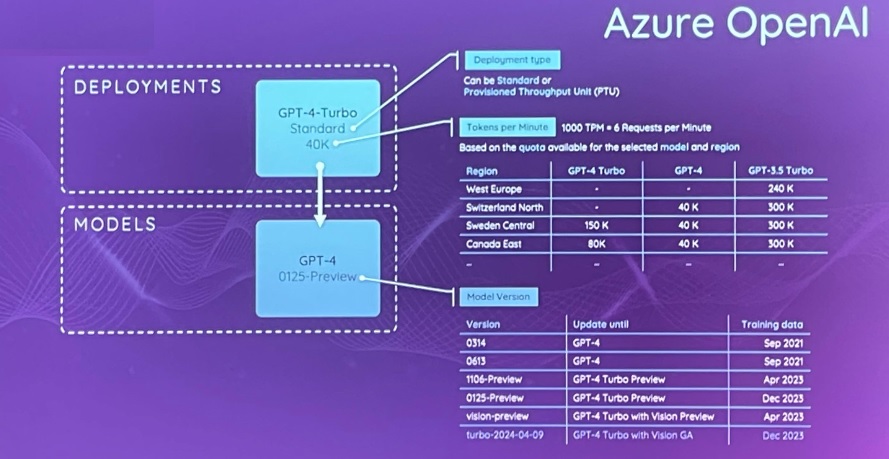 Azure OpenAI
DEPLOYMENTS
GPT-4-Turbo
Standard
40K
MODELS
GPT-4
0125-Preview
Deployment type
Can be Standard or
Provisioned Throughput Unit (PTU)
Tokens per Minute 1000 TPM = 6 Requests per Minute
Based on the quota available for the selected model and region
Region GPT-4 Turbo GPT-4 GPT-3.5 Turbo
West Europe - - 240 K
Switzerland North - 40 K 300 K
Sweden Central 150 K 40 K 300 K
Canada East 80K 40 K 300 K
... ... ... ...
Model Version
Version Update until Training data
0314 GPT-4 Sep 2021
0613 GPT-4 Sep 2021
1106-Preview GPT-4 Turbo Preview Apr 2023
0125-Preview GPT-4 Turbo Preview Dec 2023
vision-preview GPT-4 Turbo with Vision Preview Apr 2023
turbo-2024-04-09 GPT-4 Turbo with Vision GA Dec 2023